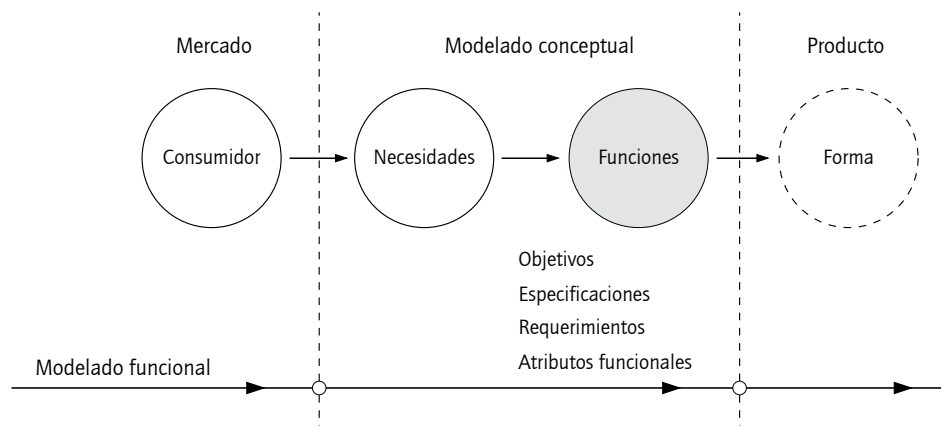 Mercado
Modelado conceptual
Producto
Consumidor
Necesidades
Funciones
Forma
Objetivos
Especificaciones
Requerimientos
Atributos funcionales
Modelado funcional